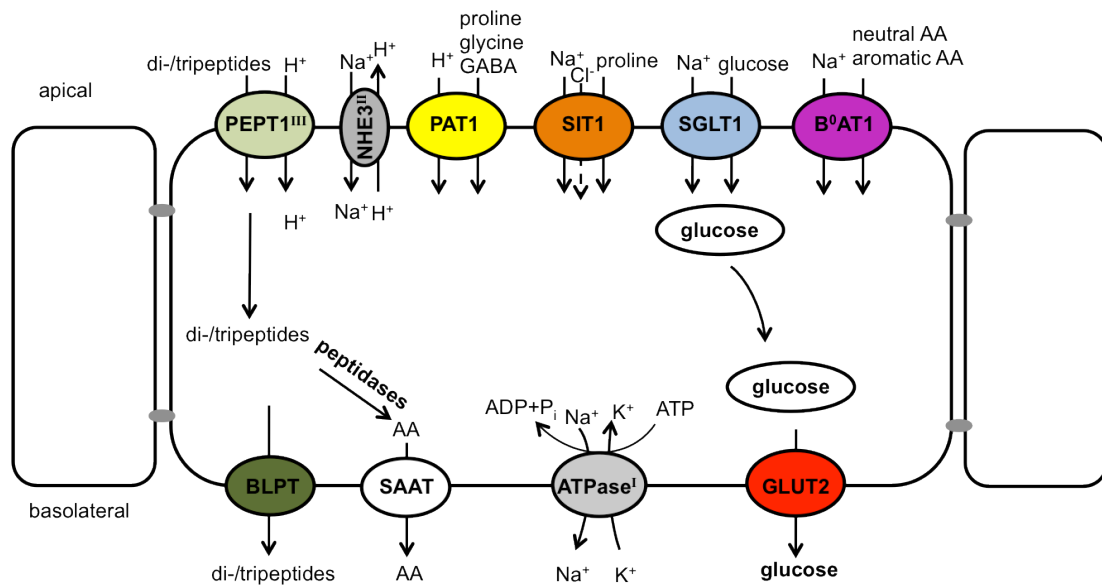 proline
glycine
GABA
neutral AA
aromatic AA
di-/tripeptides H⁺ Na⁺ H⁺ H⁺ Na⁺ Cl⁻ proline Na⁺ glucose Na⁺
apical
PEPT1ᴵᴵᴵ NHE3ᴵᴵ PAT1 SIT1 SGLT1 B⁰AT1
H⁺ Na⁺ H⁺
glucose
di-/tripeptides
peptidases
glucose
AA
ADP+Pᵢ Na⁺ K⁺ ATP
BLPT SAAT ATPaseᴵ GLUT2
basolateral
di-/tripeptides AA Na⁺ K⁺ glucose